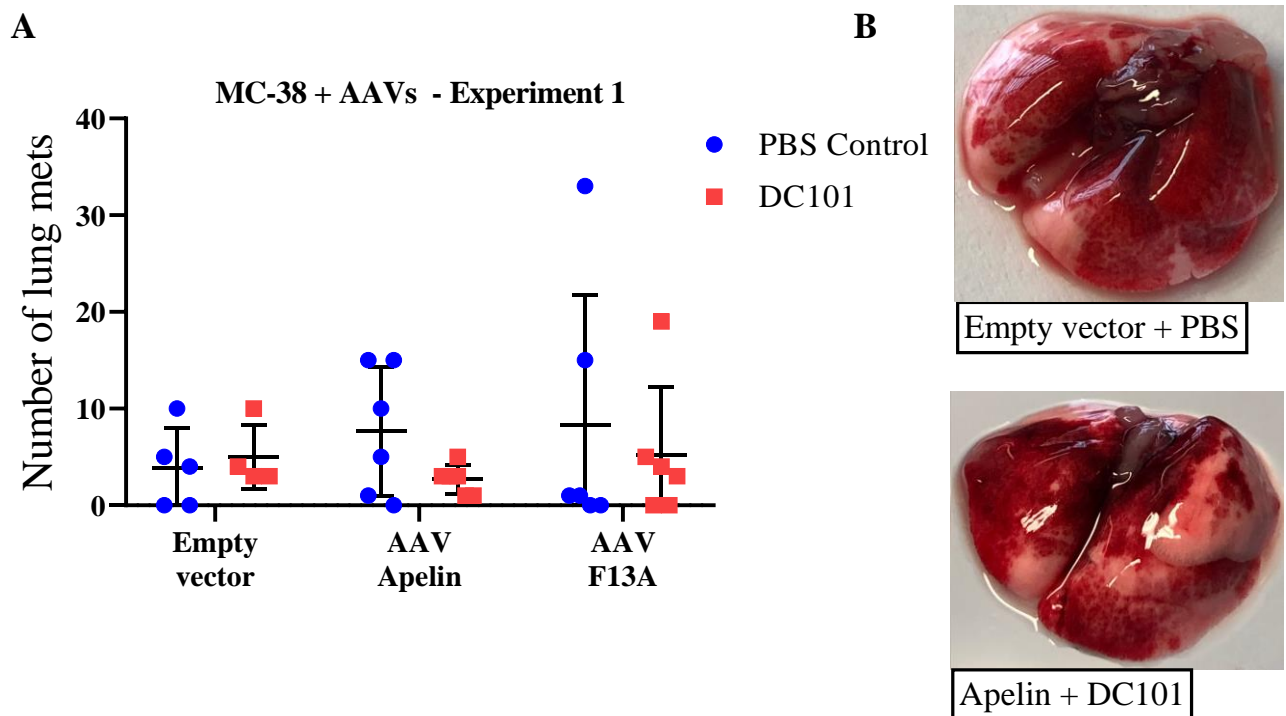 A
B
MC-38 + AAVs - Experiment 1
Number of lung mets
40
30
20
10
0
PBS Control
DC101
Empty
vector
AAV
Apelin
AAV
F13A
Empty vector + PBS
Apelin + DC101